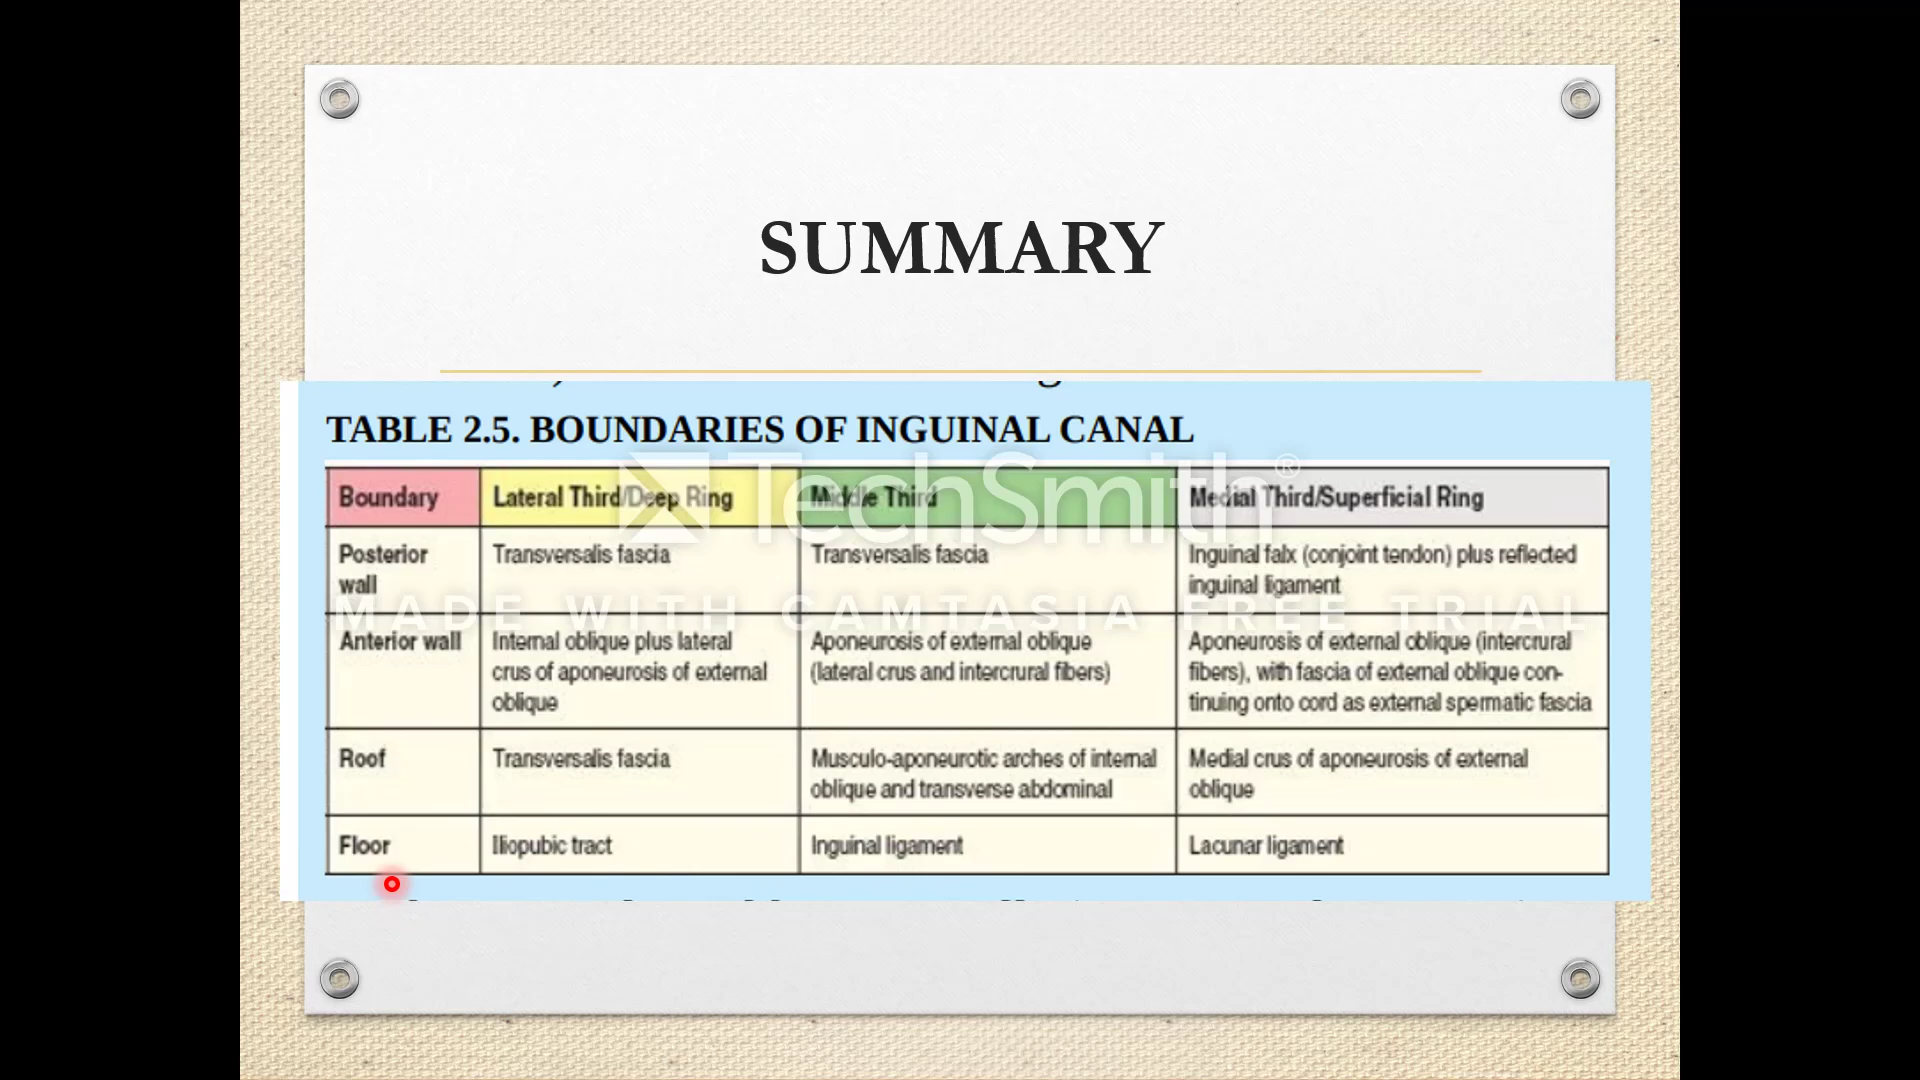 SUMMARY
TABLE 2.5. BOUNDARIES OF INGUINAL CANAL
Boundary Lateral Third/Deep Ring Middle Third Medial Third/Superficial Ring
Posterior wall Transversalis fascia Transversalis fascia Inguinal falx (conjoint tendon) plus reflected
inguinal ligament
Anterior wall Internal oblique plus lateral
crus of aponeurosis of external
oblique
Aponeurosis of external oblique
(lateral crus and intercrural fibers)
Aponeurosis of external oblique (intercrural
fibers), with fascia of external oblique con-
tinuing onto cord as external spermatic fascia
Roof Transversalis fascia Musculo-aponeurotic arches of internal
oblique and transverse abdominal
Medial crus of aponeurosis of external
oblique
Floor Iliopubic tract Inguinal ligament Lacunar ligament
TechSmith®
MADE WITH CAMTASIA FREE TRIAL